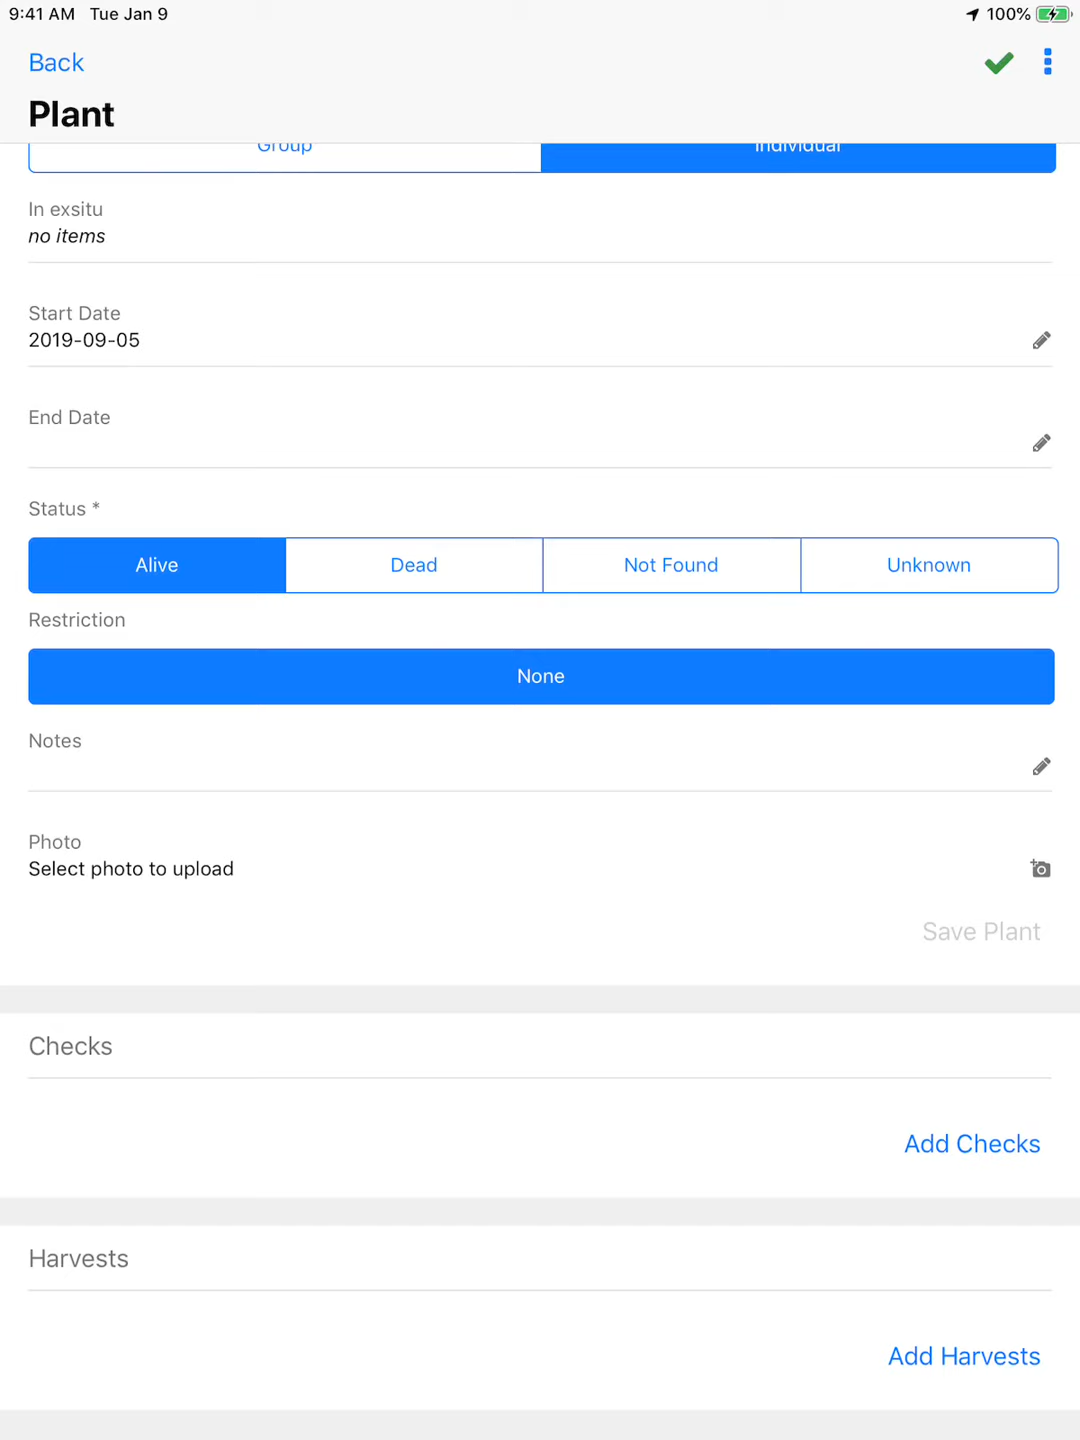 9:41 AM Tue Jan 9 100%
Back
Plant
Group Individual
In exsitu
no items
Start Date
2019-09-05
End Date
Status *
Alive Dead Not Found Unknown
Restriction
None
Notes
Photo
Select photo to upload
Save Plant
Checks
Add Checks
Harvests
Add Harvests